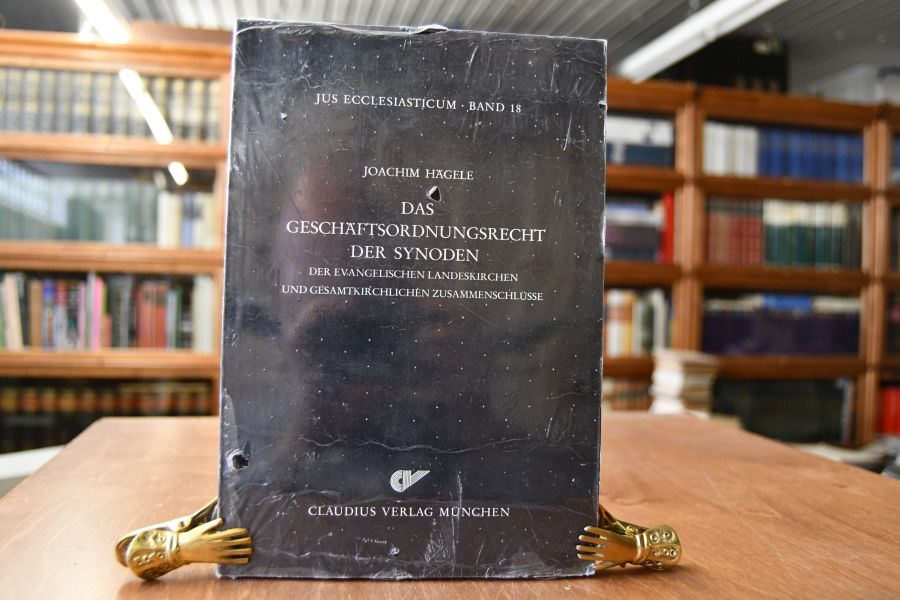 JUS ECCLESIASTICUM · BAND 18
JOACHIM HÄGELE
DAS
GESCHÄFTSORDNUNGSRECHT
DER SYNODEN
DER EVANGELISCHEN LANDESKIRCHEN
UND GESAMTKIRCHLICHEN ZUSAMMENSCHLÜSSE
CLAUDIUS VERLAG MÜNCHEN